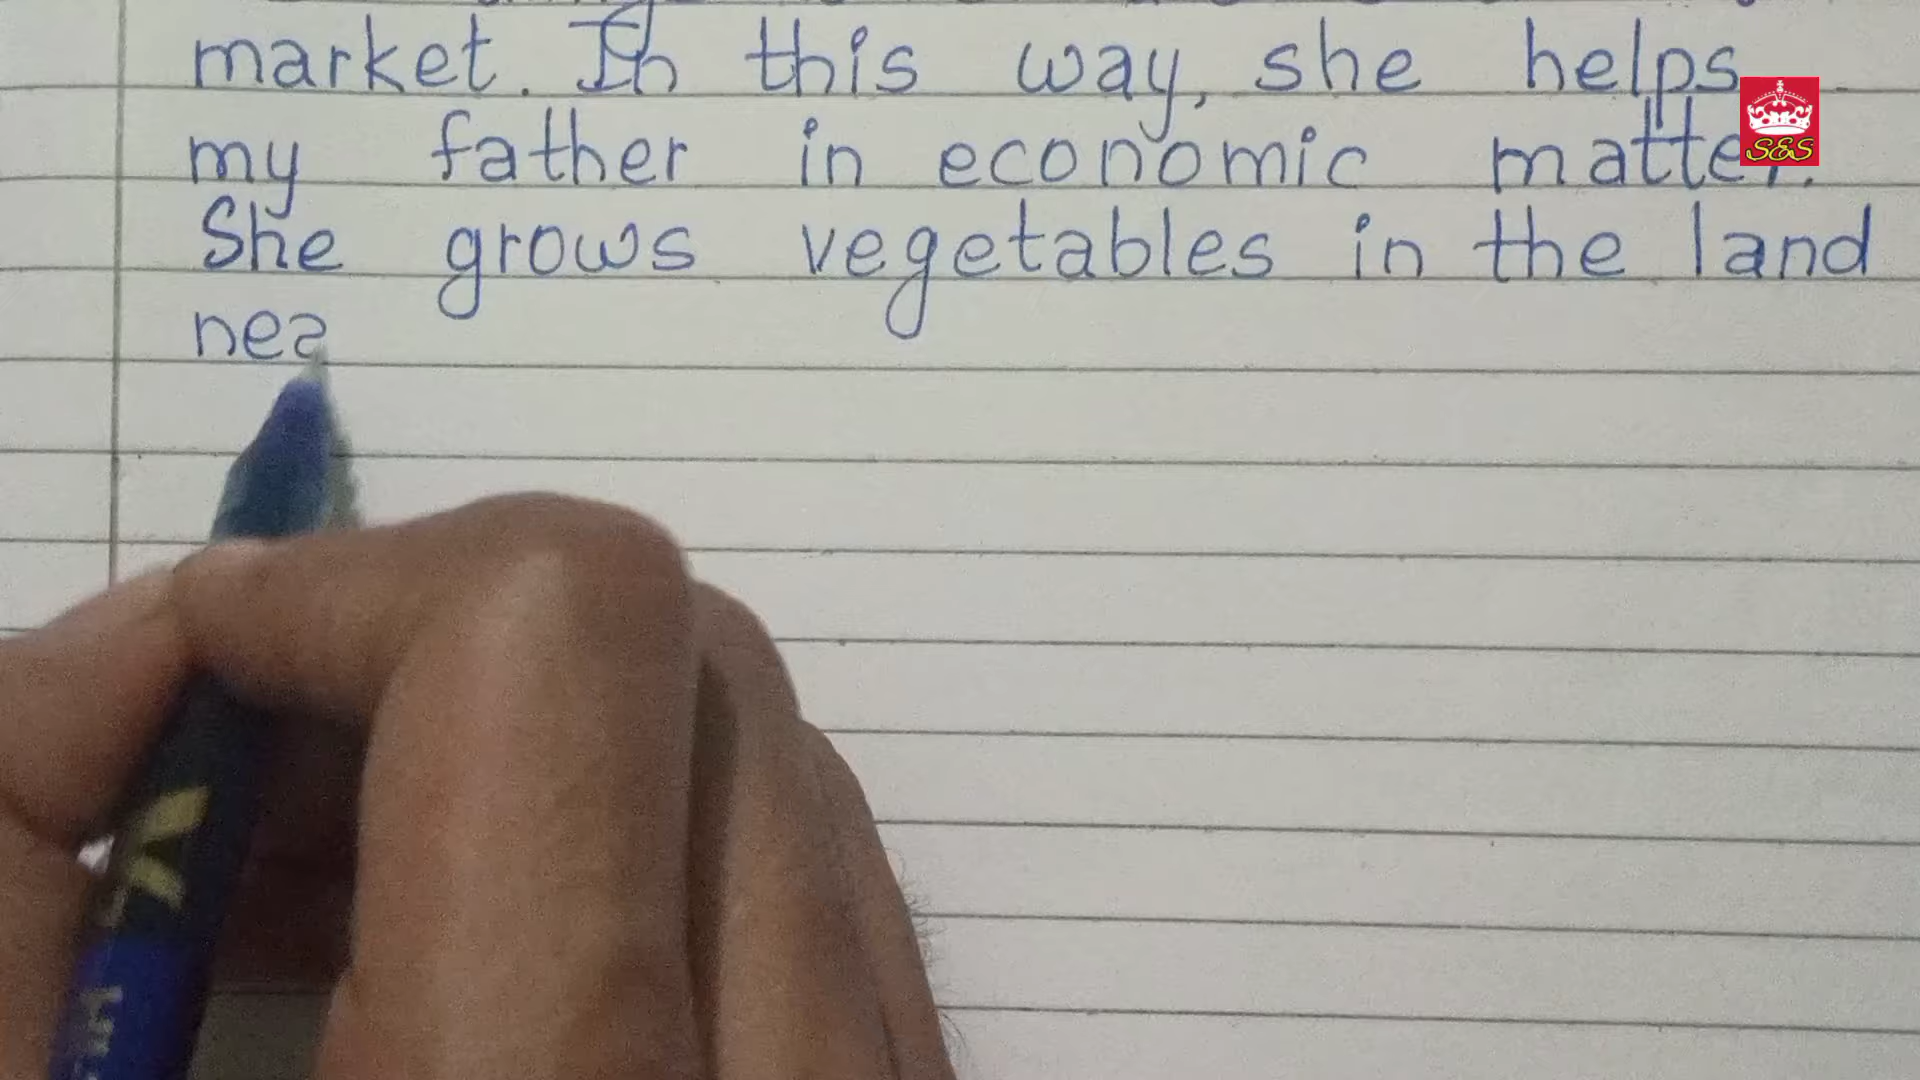 market. In this way, she helps
my father in economic matter.
She grows vegetables in the land
nea
S&S